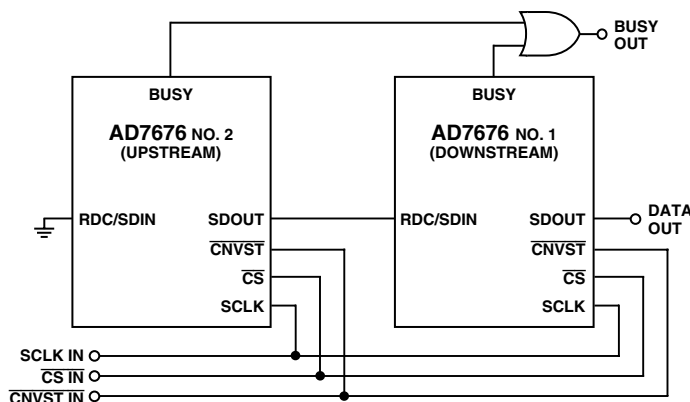 BUSY
OUT
BUSY
BUSY
AD7676 NO. 2
(UPSTREAM)
AD7676 NO. 1
(DOWNSTREAM)
RDC/SDIN
SDOUT
RDC/SDIN
SDOUT
DATA
OUT
CNVST
CNVST
CS
CS
SCLK
SCLK
SCLK IN
CS IN
CNVST IN